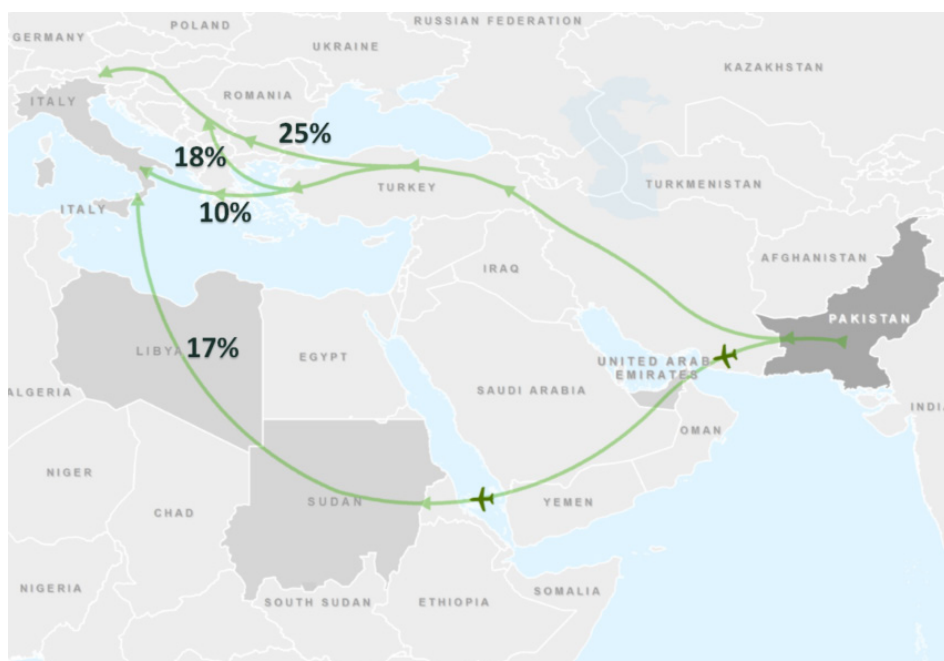 RUSSIAN FEDERATION
POLAND
GERMANY
UKRAINE
KAZAKHSTAN
ITALY
ROMANIA
25%
18%
TURKEY
TURKMENISTAN
ITALY
10%
AFGHANISTAN
IRAQ
PAKISTAN
LIBYA
17%
EGYPT
UNITED ARAB
EMIRATES
SAUDI ARABIA
ALGERIA
INDI
OMAN
NIGER
SUDAN
YEMEN
CHAD
NIGERIA
SOUTH SUDAN
ETHIOPIA
SOMALIA